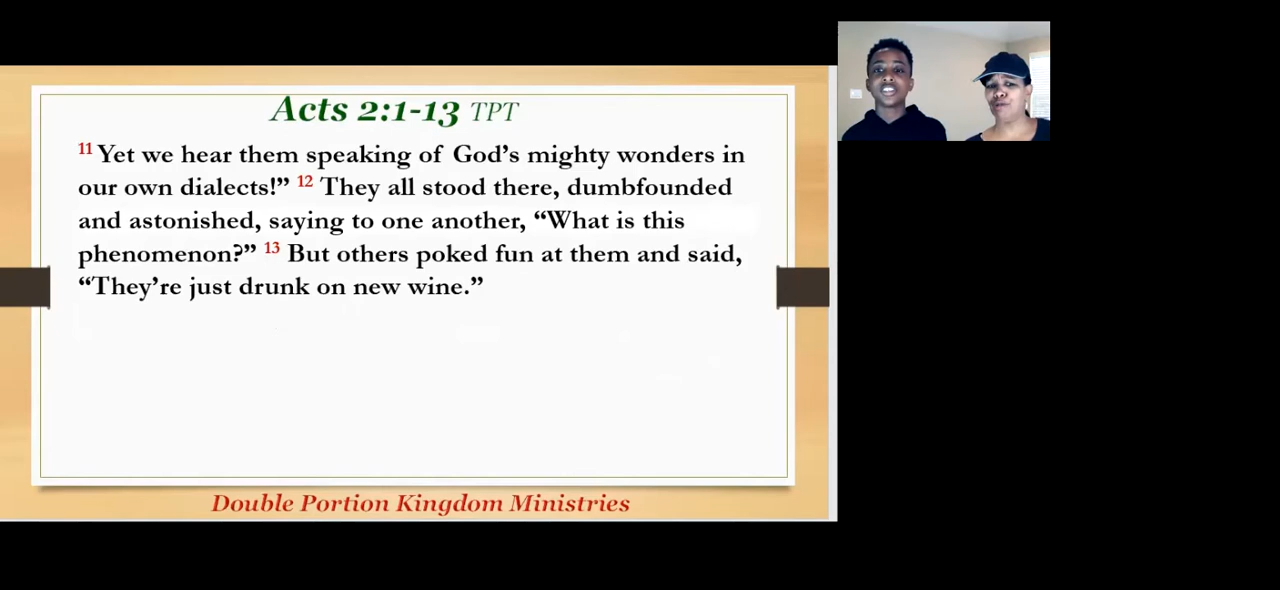 Acts 2:1-13 TPT
11 Yet we hear them speaking of God’s mighty wonders in
our own dialects!” 12 They all stood there, dumbfounded
and astonished, saying to one another, “What is this
phenomenon?” 13 But others poked fun at them and said,
“They’re just drunk on new wine.”
Double Portion Kingdom Ministries